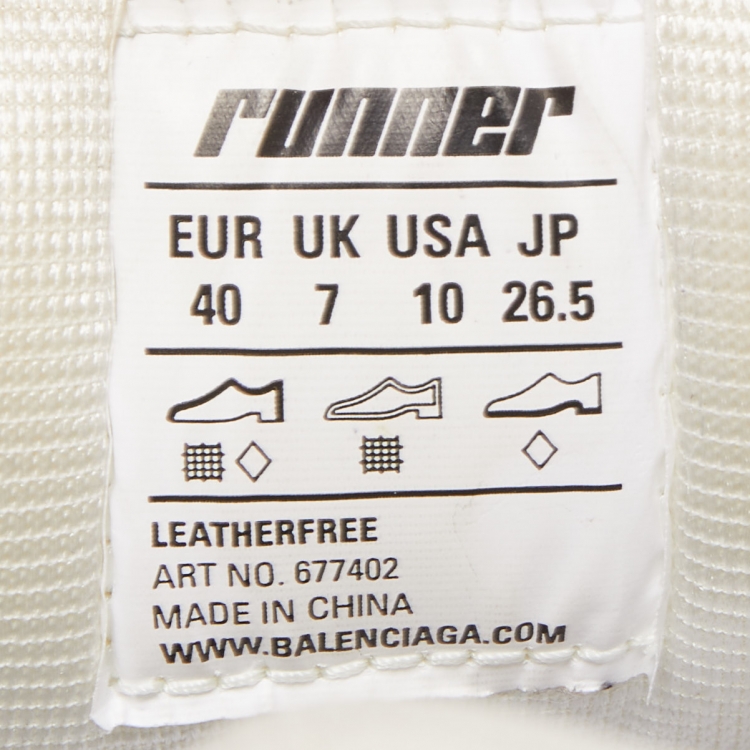 runner
EUR UK USA JP
40 7 10 26.5
LEATHERFREE
ART NO. 677402
MADE IN CHINA
WWW.BALENCIAGA.COM